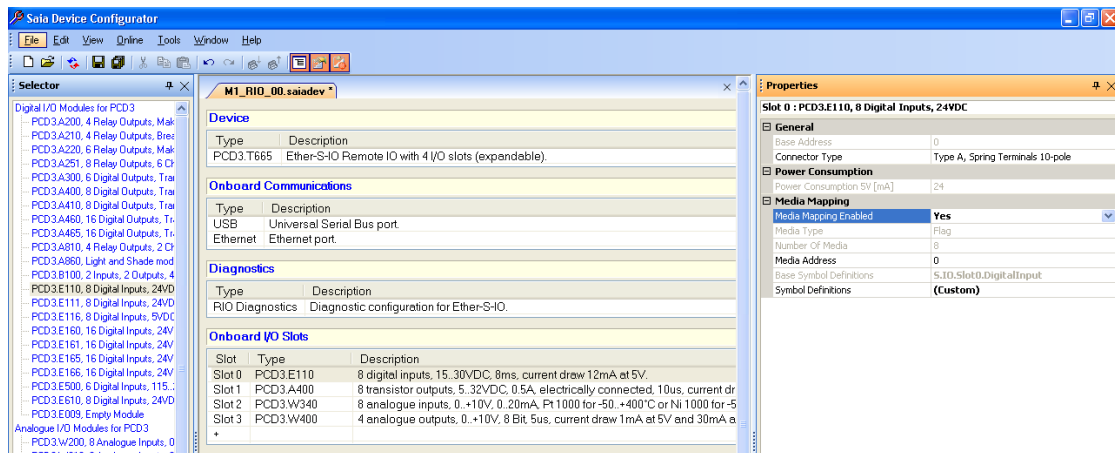 Saia Device Configurator
File Edit View Online Tools Window Help
Selector
Digital I/O Modules for PCD3
PCD3.A200, 4 Relay Outputs, Mak
PCD3.A210, 4 Relay Outputs, Brea
PCD3.A220, 6 Relay Outputs, Mak
PCD3.A251, 8 Relay Outputs, 6 Ch
PCD3.A300, 6 Digital Outputs, Tran
PCD3.A400, 8 Digital Outputs, Tran
PCD3.A410, 8 Digital Outputs, Tran
PCD3.A460, 16 Digital Outputs, Tr
PCD3.A465, 16 Digital Outputs, Tr
PCD3.A810, 4 Relay Outputs, 2 Ch
PCD3.A860, Light and Shade mod
PCD3.B100, 2 Inputs, 2 Outputs, 4
PCD3.E110, 8 Digital Inputs, 24VD
PCD3.E111, 8 Digital Inputs, 24VD
PCD3.E116, 8 Digital Inputs, 5VDC
PCD3.E160, 16 Digital Inputs, 24V
PCD3.E161, 16 Digital Inputs, 24V
PCD3.E165, 16 Digital Inputs, 24V
PCD3.E166, 16 Digital Inputs, 24V
PCD3.E500, 6 Digital Inputs, 115..2
PCD3.E610, 8 Digital Inputs, 24VD
PCD3.E009, Empty Module
Analogue I/O Modules for PCD3
PCD3.W200, 8 Analogue Inputs, 0
M1_RIO_00.saiadev *
Device
Type Description
PCD3.T665 Ether-S-IO Remote IO with 4 I/O slots (expandable).
Onboard Communications
Type Description
USB Universal Serial Bus port.
Ethernet Ethernet port.
Diagnostics
Type Description
RIO Diagnostics Diagnostic configuration for Ether-S-IO.
Onboard I/O Slots
Slot Type Description
Slot 0 PCD3.E110 8 digital inputs, 15..30VDC, 8ms, current draw 12mA at 5V.
Slot 1 PCD3.A400 8 transistor outputs, 5..32VDC, 0.5A, electrically connected, 10us, current dr
Slot 2 PCD3.W340 8 analogue inputs, 0..+10V, 0..20mA, Pt 1000 for -50..+400°C or Ni 1000 for -5
Slot 3 PCD3.W400 4 analogue outputs, 0..+10V, 8 Bit, 5us, current draw 1mA at 5V and 30mA a
+
Properties
Slot 0 : PCD3.E110, 8 Digital Inputs, 24VDC
General
Base Address 0
Connector Type Type A, Spring Terminals 10-pole
Power Consumption
Power Consumption 5V [mA] 24
Media Mapping
Media Mapping Enabled Yes
Media Type Flag
Number Of Media 8
Media Address 0
Base Symbol Definitions S.IO.Slot0.DigitalInput
Symbol Definitions (Custom)